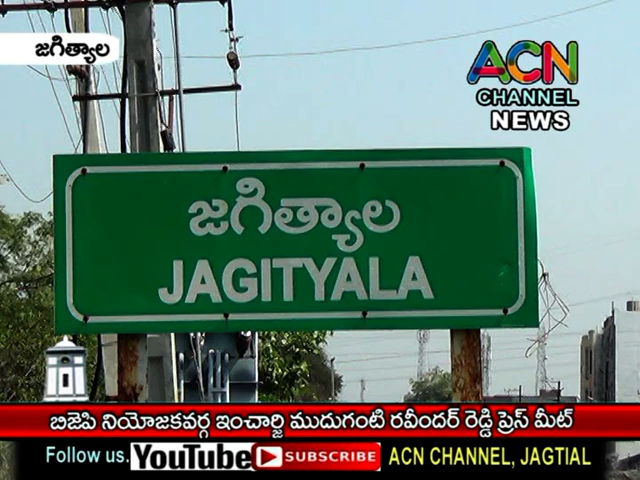 జగిత్యాల
ACN
CHANNEL
NEWS
జగిత్యాల
JAGITYALA
బిజెపి నియోజకవర్గ ఇంచార్జి ముదుగంటి రవీందర్ రెడ్డి ప్రెస్ మీట్
Follow us. YouTube SUBSCRIBE ACN CHANNEL, JAGTIAL